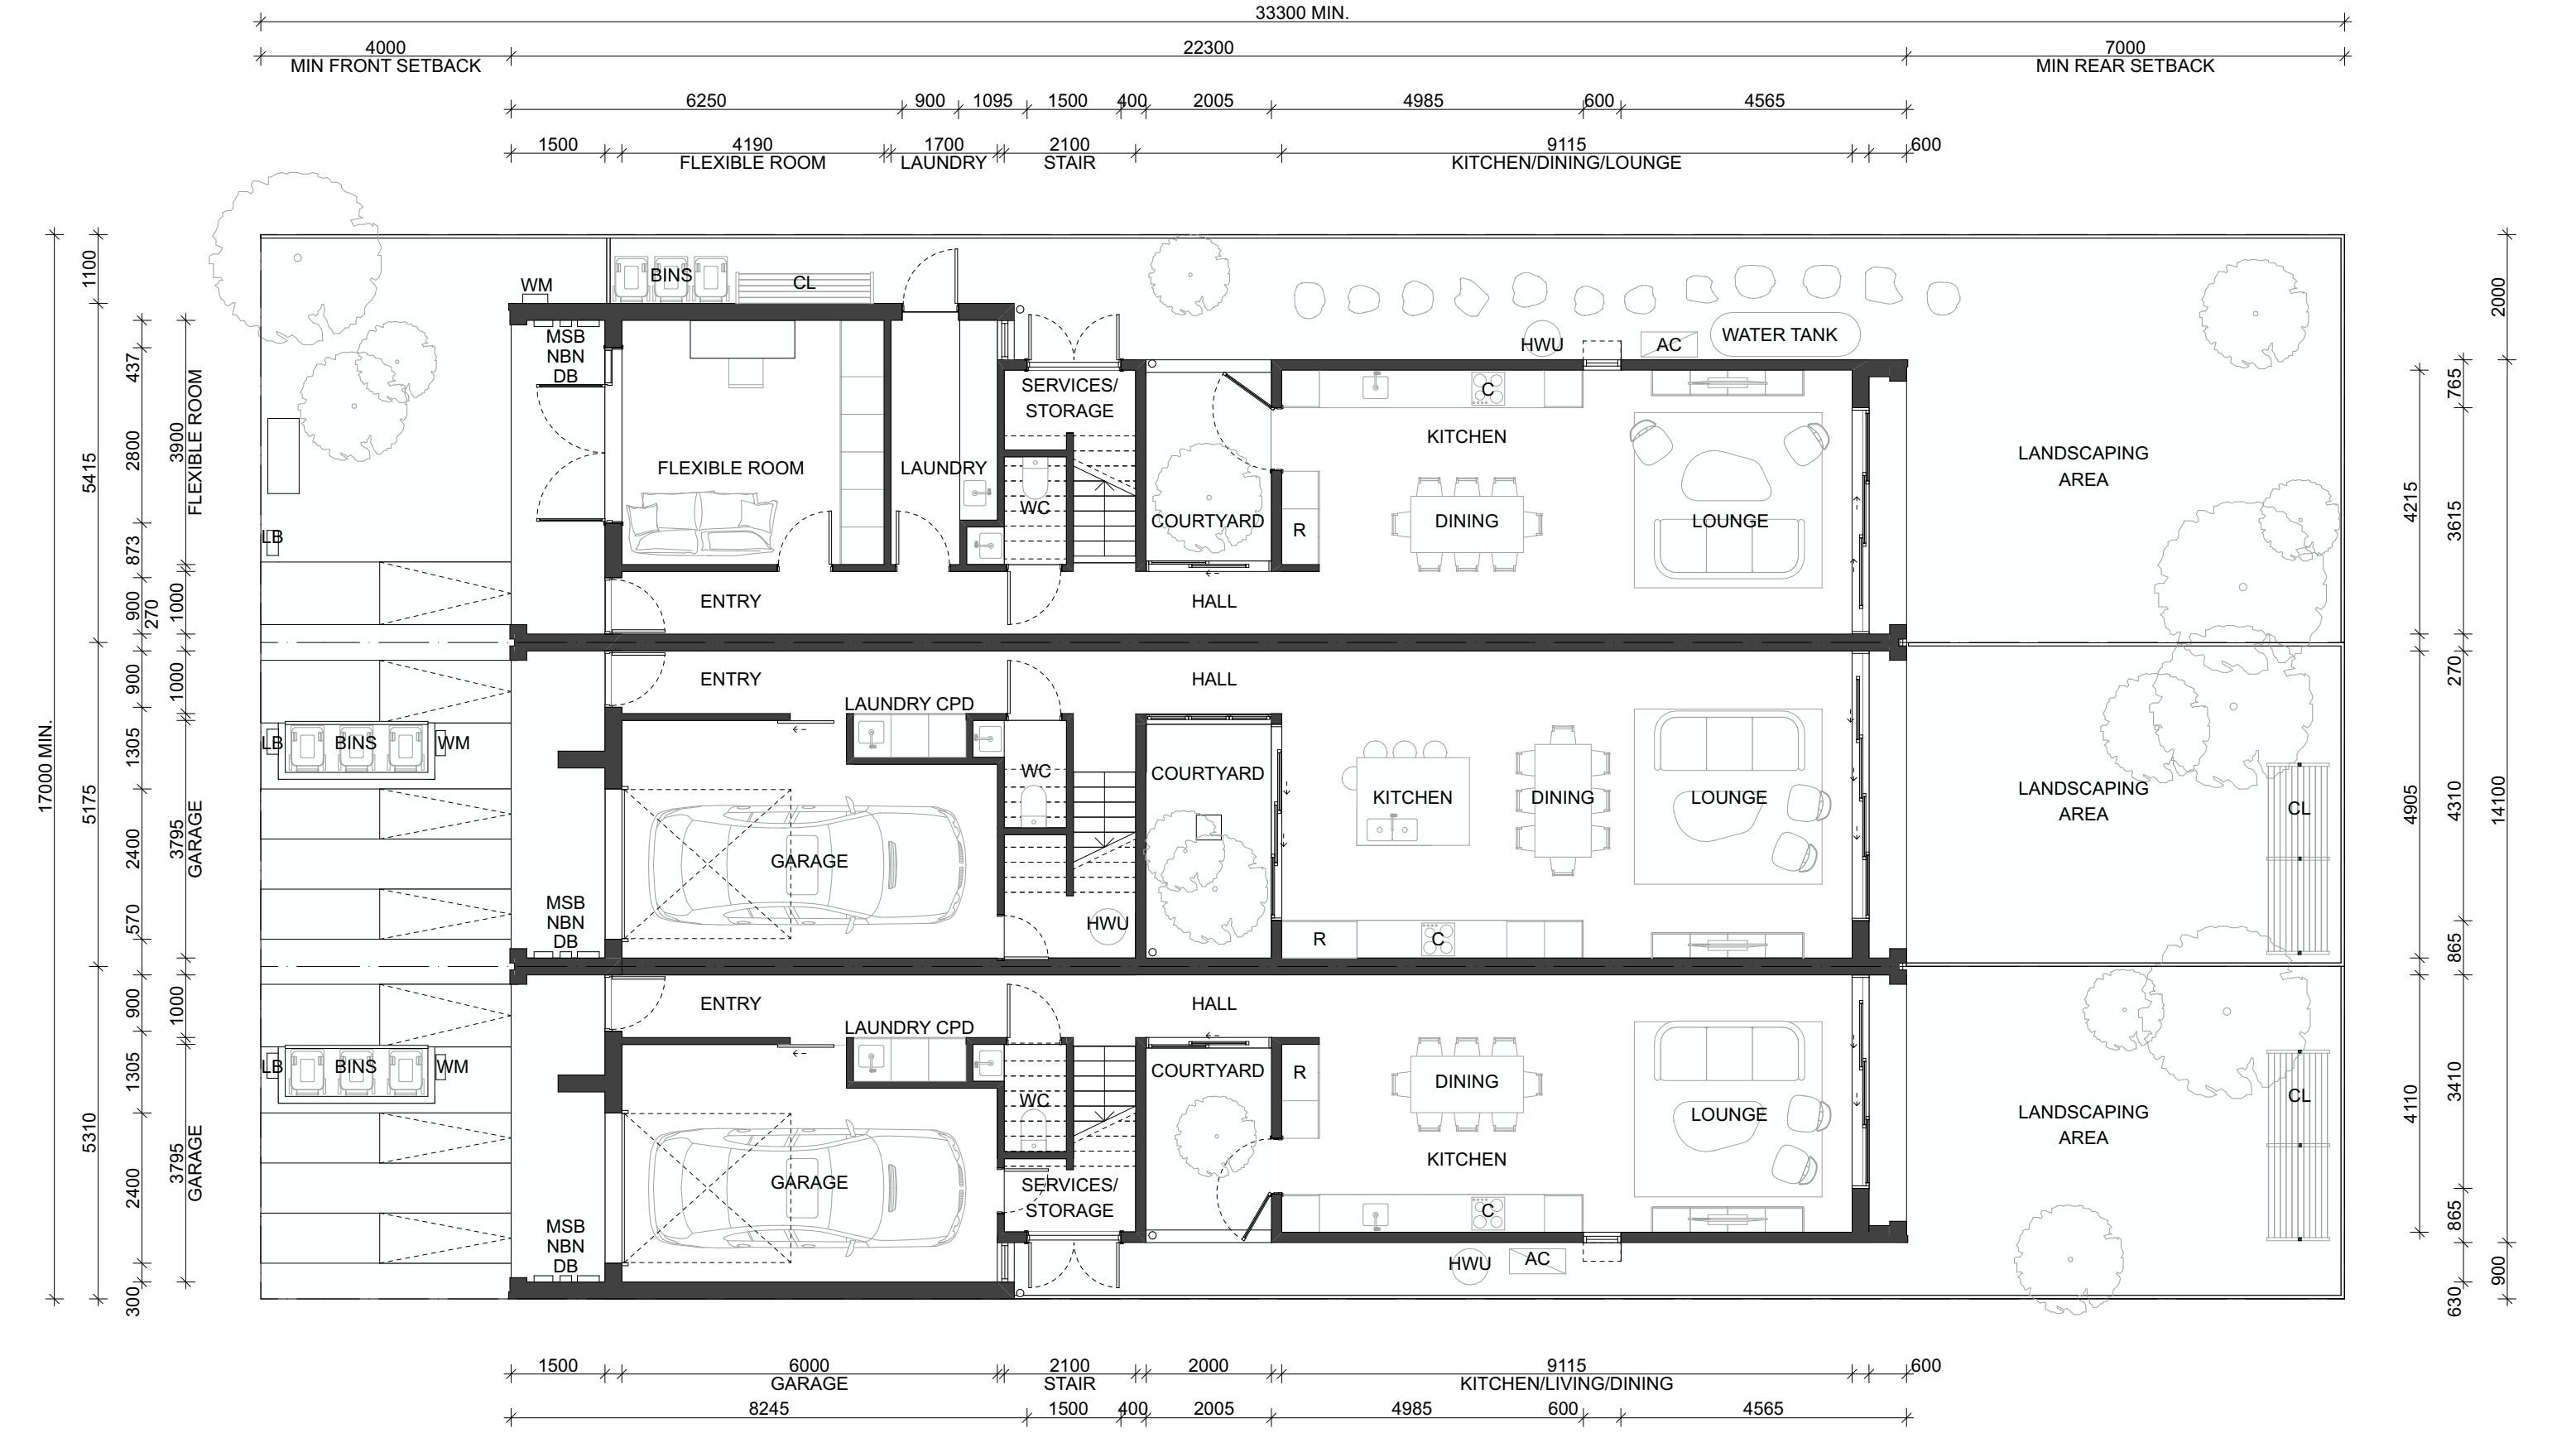 33300 MIN.
4000
22300
7000
MIN FRONT SETBACK
MIN REAR SETBACK
6250
900
1095
1500
400
2005
4985
600
4565
1500
4190
1700
2100
9115
600
FLEXIBLE ROOM
LAUNDRY
STAIR
KITCHEN/DINING/LOUNGE
17000 MIN.
1100
5415
5175
5310
437
2800
873
900
270
900
1305
2400
570
900
1305
2400
300
3900
FLEXIBLE ROOM
1000
1000
3795
GARAGE
1000
3795
GARAGE
WM
BINS
CL
MSB
NBN
DB
HWU
AC
WATER TANK
SERVICES/
STORAGE
C
KITCHEN
FLEXIBLE ROOM
LAUNDRY
WC
COURTYARD
R
DINING
LOUNGE
LANDSCAPING
AREA
LB
ENTRY
HALL
ENTRY
HALL
LAUNDRY CPD
LB
BINS
WM
WC
COURTYARD
KITCHEN
DINING
LOUNGE
LANDSCAPING
AREA
CL
GARAGE
MSB
NBN
DB
HWU
R
C
ENTRY
HALL
LAUNDRY CPD
LB
BINS
WM
WC
COURTYARD
R
DINING
LOUNGE
LANDSCAPING
AREA
CL
KITCHEN
GARAGE
SERVICES/
STORAGE
C
MSB
NBN
DB
HWU
AC
4215
4905
4110
765
3615
270
4310
865
3410
865
630
2000
14100
900
1500
6000
2100
2000
9115
600
GARAGE
STAIR
KITCHEN/LIVING/DINING
8245
1500
400
2005
4985
600
4565